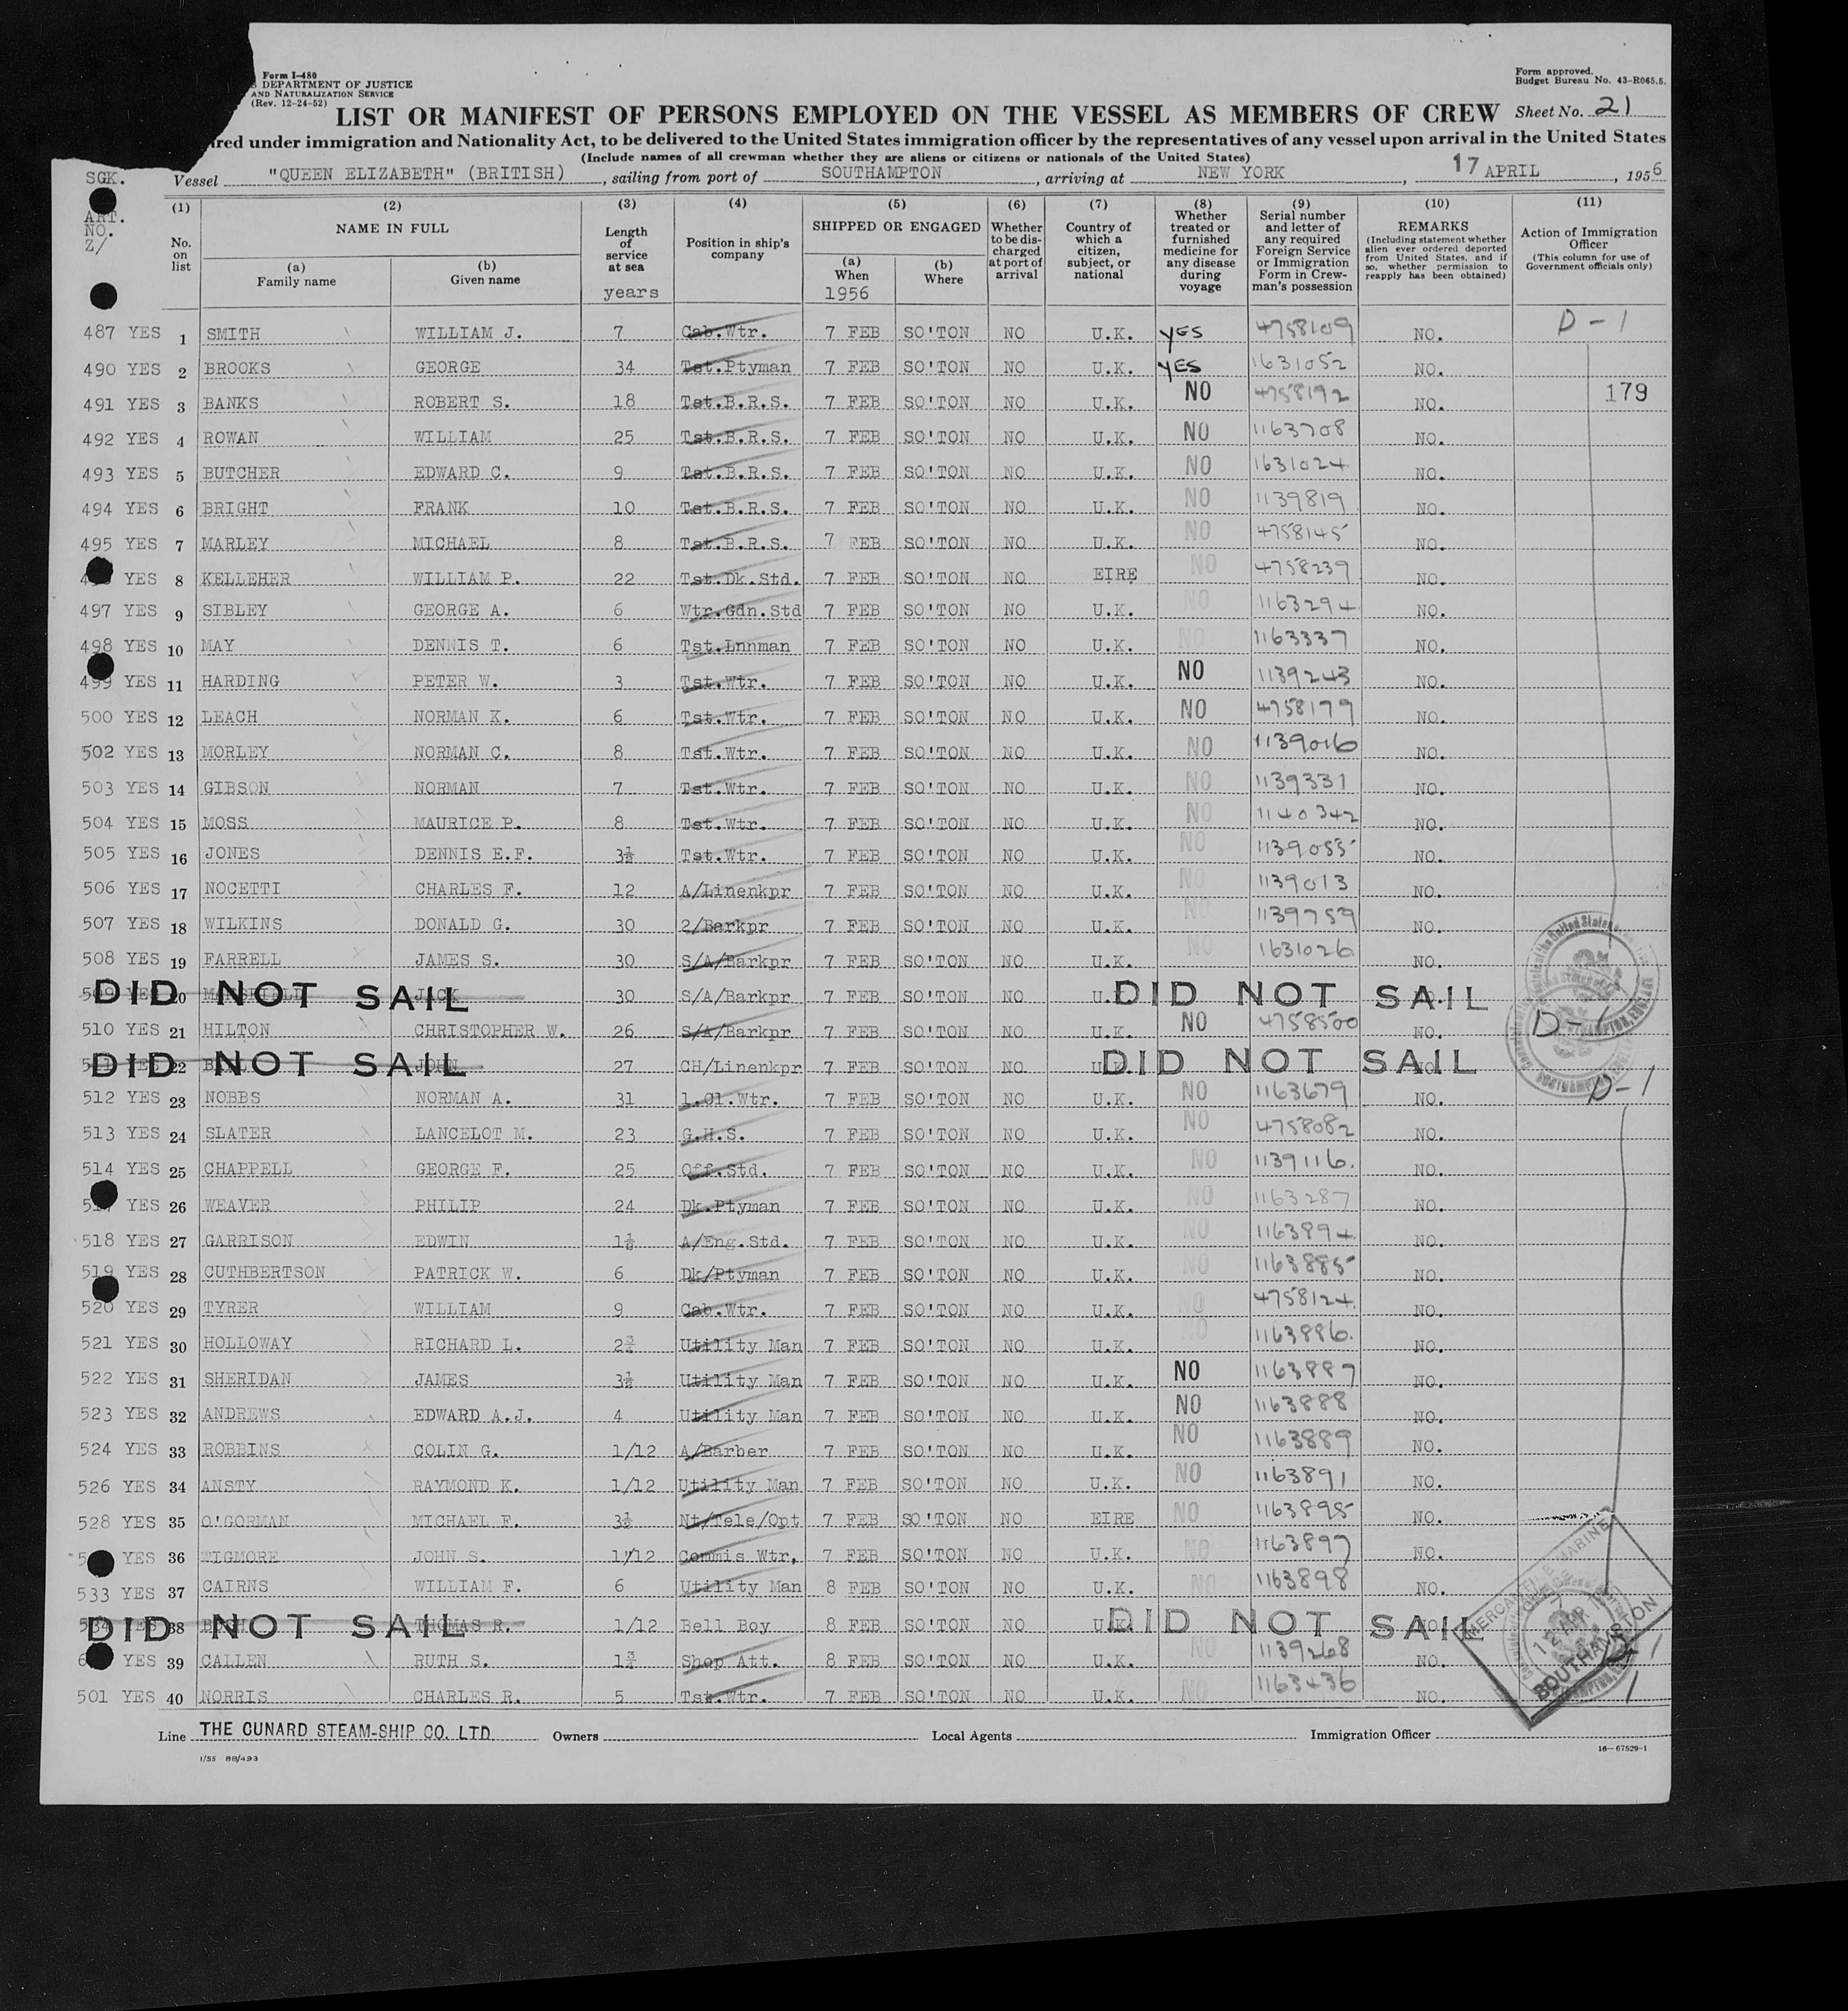 Form I-480
S DEPARTMENT OF JUSTICE
AND NATURALIZATION SERVICE
(Rev. 12-24-52)
Form approved.
Budget Bureau No. 43-R065.5.
LIST OR MANIFEST OF PERSONS EMPLOYED ON THE VESSEL AS MEMBERS OF CREW Sheet No. 21
ired under immigration and Nationality Act, to be delivered to the United States immigration officer by the representatives of any vessel upon arrival in the United States
(Include names of all crewman whether they are aliens or citizens or nationals of the United States)
Vessel "QUEEN ELIZABETH" (BRITISH), sailing from port of SOUTHAMPTON, arriving at NEW YORK, 17 APRIL, 1956
SGK.
ART.
NO.
Z/
(1) No. on list
(2) NAME IN FULL (a) Family name (b) Given name
(3) Length of service at sea years
(4) Position in ship's company
(5) SHIPPED OR ENGAGED (a) When 1956 (b) Where
(6) Whether to be discharged at port of arrival
(7) Country of which a citizen, subject, or national
(8) Whether treated or furnished medicine for any disease during voyage
(9) Serial number and letter of any required Foreign Service or Immigration Form in Crewman's possession
(10) REMARKS (Including statement whether alien ever ordered deported from United States, and if so, whether permission to reapply has been obtained)
(11) Action of Immigration Officer (This column for use of Government officials only)
487 YES 1 SMITH WILLIAM J. 7 Cab.Wtr. 7 FEB SO'TON NO U.K. YES 4758109 NO. D-1
490 YES 2 BROOKS GEORGE 34 Tst.Ptyman 7 FEB SO'TON NO U.K. YES 1631052 NO.
491 YES 3 BANKS ROBERT S. 18 Tst.B.R.S. 7 FEB SO'TON NO U.K. NO 4758192 NO. 179
492 YES 4 ROWAN WILLIAM 25 Tst.B.R.S. 7 FEB SO'TON NO U.K. NO 1163708 NO.
493 YES 5 BUTCHER EDWARD C. 9 Tst.B.R.S. 7 FEB SO'TON NO U.K. NO 1631024 NO.
494 YES 6 BRIGHT FRANK 10 Tst.B.R.S. 7 FEB SO'TON NO U.K. NO 1139819 NO.
495 YES 7 MARLEY MICHAEL 8 Tst.B.R.S. 7 FEB SO'TON NO U.K. NO 4758145 NO.
YES 8 KELLEHER WILLIAM P. 22 Tst.Dk.Std. 7 FEB SO'TON NO EIRE NO 4758239 NO.
497 YES 9 SIBLEY GEORGE A. 6 Wtr.Gdn.Std 7 FEB SO'TON NO U.K. NO 1163294 NO.
498 YES 10 MAY DENNIS T. 6 Tst.Lnnman 7 FEB SO'TON NO U.K. NO 1163337 NO.
499 YES 11 HARDING PETER W. 3 Tst.Wtr. 7 FEB SO'TON NO U.K. NO 1139243 NO.
500 YES 12 LEACH NORMAN K. 6 Tst.Wtr. 7 FEB SO'TON NO U.K. NO 4758179 NO.
502 YES 13 MORLEY NORMAN C. 8 Tst.Wtr. 7 FEB SO'TON NO U.K. NO 1139016 NO.
503 YES 14 GIBSON NORMAN 7 Tst.Wtr. 7 FEB SO'TON NO U.K. NO 1139331 NO.
504 YES 15 MOSS MAURICE P. 8 Tst.Wtr. 7 FEB SO'TON NO U.K. NO 1140342 NO.
505 YES 16 JONES DENNIS E.F. 3½ Tst.Wtr. 7 FEB SO'TON NO U.K. NO 1139055 NO.
506 YES 17 NOCETTI CHARLES F. 12 A/Linenkpr 7 FEB SO'TON NO U.K. NO 1139013 NO.
507 YES 18 WILKINS DONALD G. 30 2/Barkpr 7 FEB SO'TON NO U.K. NO 1139759 NO.
508 YES 19 FARRELL JAMES S. 30 S/A/Barkpr 7 FEB SO'TON NO U.K. NO 1631026 NO.
DID NOT SAIL 509 YES 20 JACK 30 S/A/Barkpr 7 FEB SO'TON NO DID NOT SAIL
510 YES 21 HILTON CHRISTOPHER W. 26 S/A/Barkpr 7 FEB SO'TON NO U.K. NO 4758500 NO. D-1
DID NOT SAIL 22 JOHN 27 CH/Linenkpr 7 FEB SO'TON NO DID NOT SAIL
512 YES 23 NOBBS NORMAN A. 31 1.Cl.Wtr. 7 FEB SO'TON NO U.K. NO 1163679 NO. D-1
513 YES 24 SLATER LANCELOT M. 23 G.H.S. 7 FEB SO'TON NO U.K. NO 4758082 NO.
514 YES 25 CHAPPELL GEORGE F. 25 Off.Std. 7 FEB SO'TON NO U.K. NO 1139116. NO.
YES 26 WEAVER PHILIP 24 Dk.Ptyman 7 FEB SO'TON NO U.K. NO 1163287 NO.
518 YES 27 GARRISON EDWIN 1½ A/Eng.Std. 7 FEB SO'TON NO U.K. NO 1163894 NO.
519 YES 28 CUTHBERTSON PATRICK W. 6 Dk/Ptyman 7 FEB SO'TON NO U.K. NO 1163885 NO.
520 YES 29 TYRER WILLIAM 9 Cab.Wtr. 7 FEB SO'TON NO U.K. NO 4758124. NO.
521 YES 30 HOLLOWAY RICHARD L. 2¾ Utility Man 7 FEB SO'TON NO U.K. NO 1163886. NO.
522 YES 31 SHERIDAN JAMES 3½ Utility Man 7 FEB SO'TON NO U.K. NO 1163887 NO.
523 YES 32 ANDREWS EDWARD A.J. 4 Utility Man 7 FEB SO'TON NO U.K. NO 1163888 NO.
524 YES 33 ROBBINS COLIN G. 1/12 A/Barber 7 FEB SO'TON NO U.K. NO 1163889 NO.
526 YES 34 ANSTY RAYMOND K. 1/12 Utility Man 7 FEB SO'TON NO U.K. NO 1163891 NO.
528 YES 35 O'GORMAN MICHAEL F. 3½ Nt/Tele/Opt 7 FEB SO'TON NO EIRE NO 1163895 NO.
YES 36 WIGMORE JOHN S. 1/12 Commis Wtr. 7 FEB SO'TON NO U.K. NO 1163897 NO.
533 YES 37 CAIRNS WILLIAM F. 6 Utility Man 8 FEB SO'TON NO U.K. NO 1163898 NO.
DID NOT SAIL 534 38 THOMAS R. 1/12 Bell Boy 8 FEB SO'TON NO DID NOT SAIL
YES 39 CALLEN RUTH S. 1¾ Shop Att. 8 FEB SO'TON NO U.K. NO 1139268 NO.
501 YES 40 NORRIS CHARLES R. 5 Tst.Wtr. 7 FEB SO'TON NO U.K. NO 1163436 NO.
MERCANTILE MARINE OFFICE
12 APR
SOUTHAMPTON
Line THE CUNARD STEAM-SHIP CO. LTD. Owners Local Agents Immigration Officer
1/55 88/493
16-67529-1